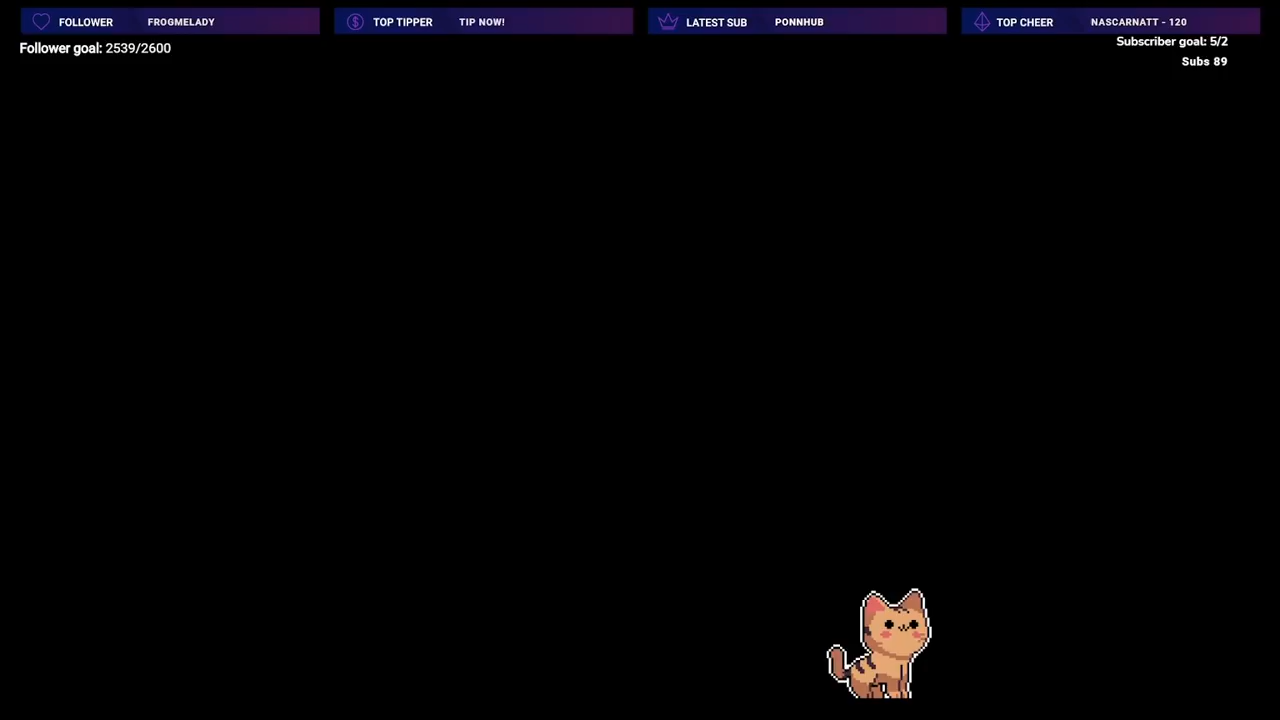 FOLLOWER FROGMELADY TOP TIPPER TIP NOW! LATEST SUB PONNHUB TOP CHEER NASCARNATT - 120
Follower goal: 2539/2600
Subscriber goal: 5/2
Subs 89